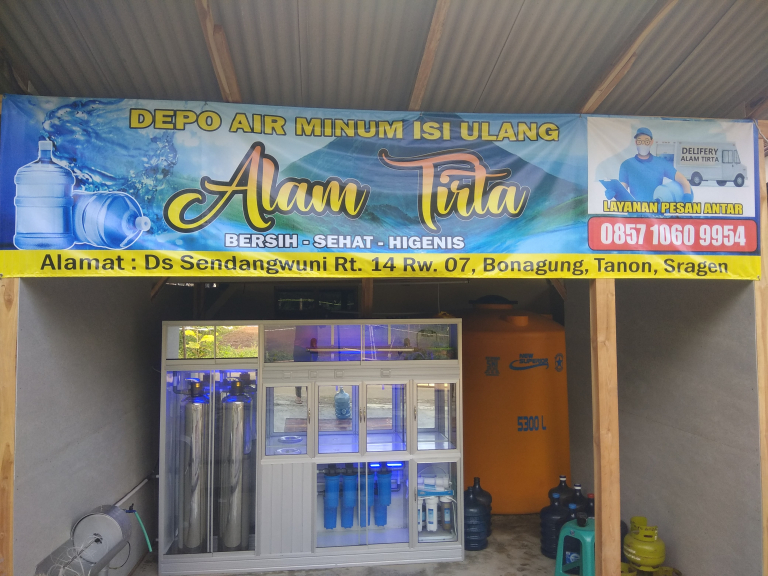 DEPO AIR MINUM ISI ULANG
Alam Tirta
BERSIH - SEHAT - HIGENIS
DELIFERY
ALAM TIRTA
LAYANAN PESAN ANTAR
0857 1060 9954
Alamat : Ds Sendangwuni Rt. 14 Rw. 07, Bonagung, Tanon, Sragen
5300 L